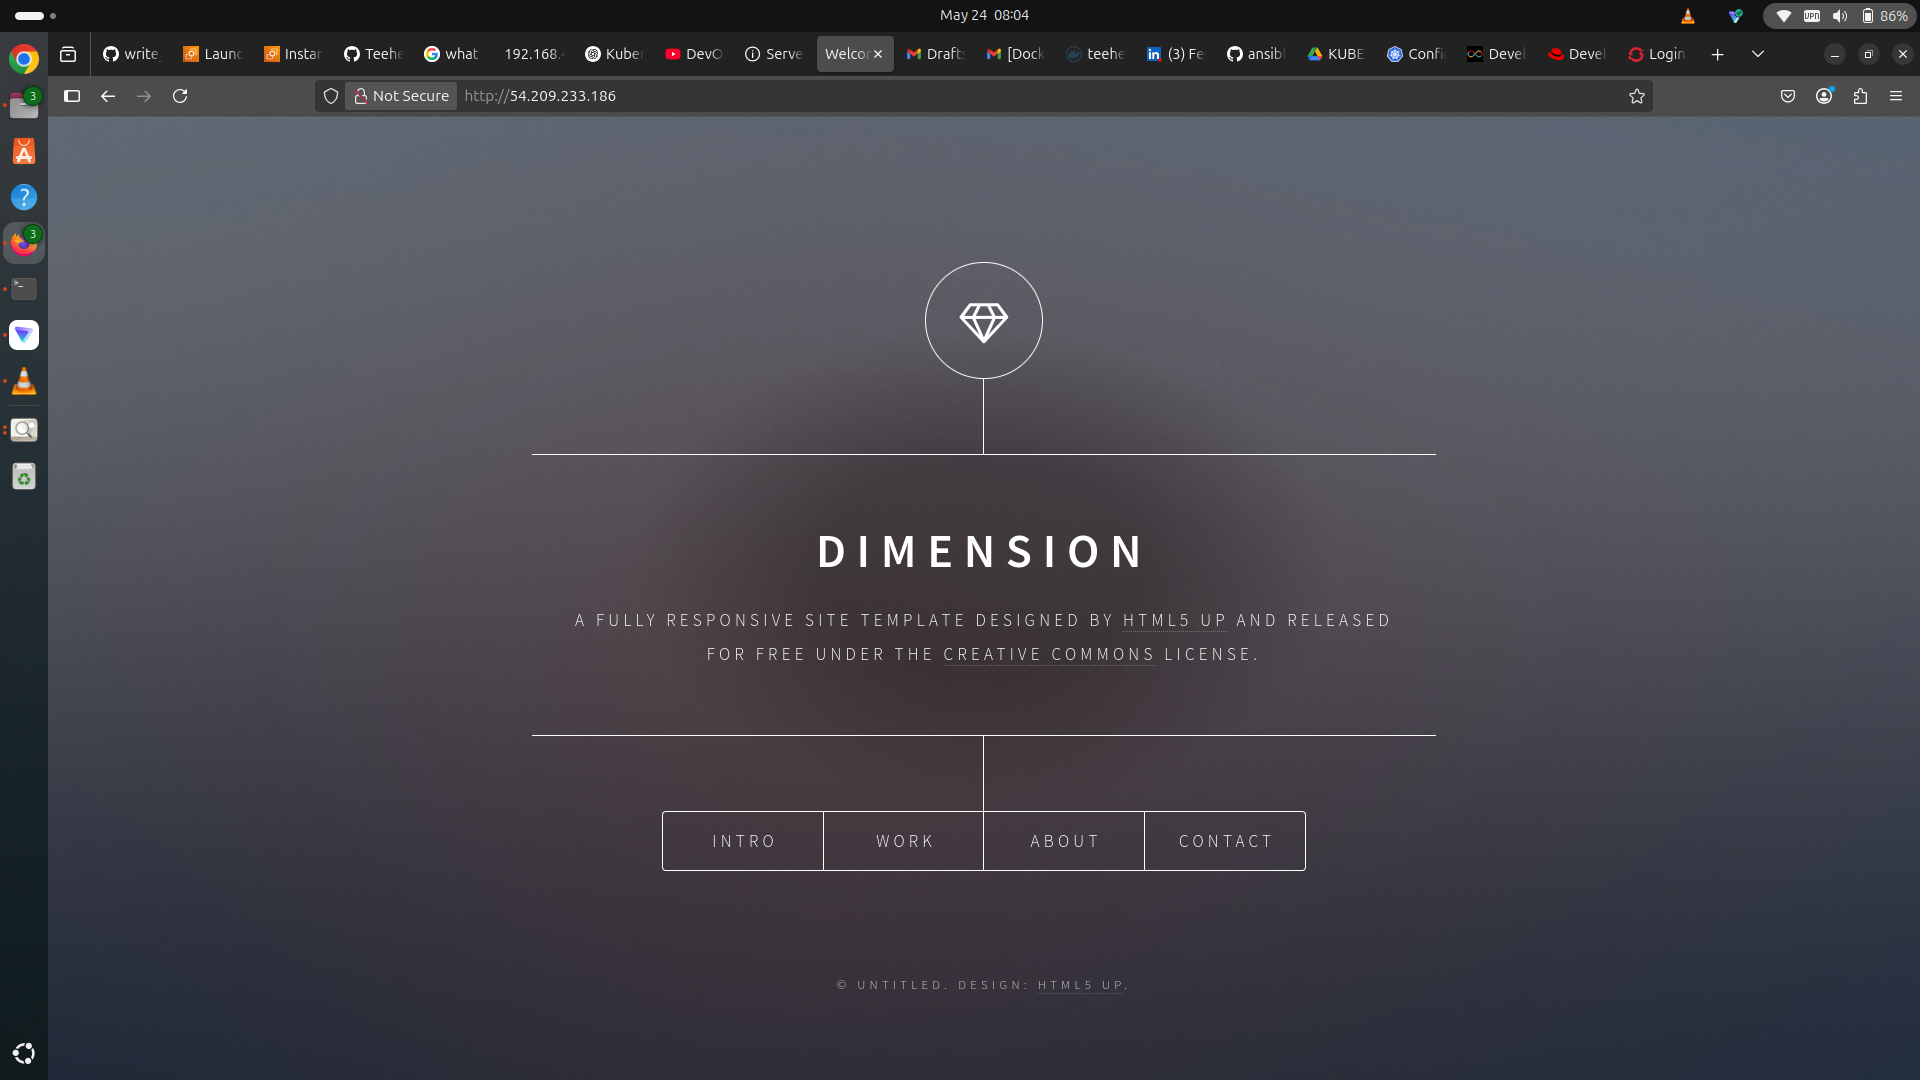 May 24 08:04
86%
write_
Launc
Instar
Teehe
what
192.168.
Kuber
DevO
Serve
Welcor
Draft
[Dock
teehe
(3) Fe
ansibl
KUBE
Confi
Devel
Devel
Login
Not Secure
http://54.209.233.186
3
3
DIMENSION
A FULLY RESPONSIVE SITE TEMPLATE DESIGNED BY HTML5 UP AND RELEASED
FOR FREE UNDER THE CREATIVE COMMONS LICENSE.
INTRO
WORK
ABOUT
CONTACT
© UNTITLED. DESIGN: HTML5 UP.